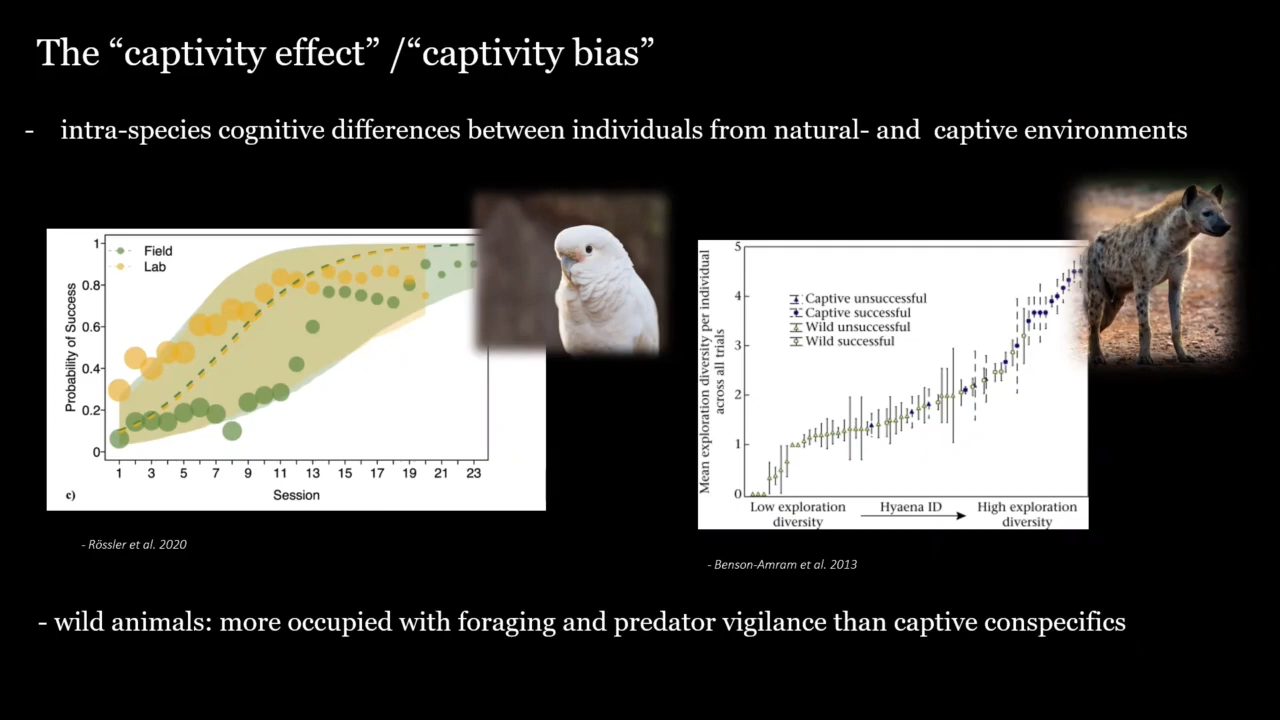 The “captivity effect” /“captivity bias”
- intra-species cognitive differences between individuals from natural- and captive environments
Field
Lab
Probability of Success
1
0.8
0.6
0.4
0.2
0
1 3 5 7 9 11 13 15 17 19 21 23
c)
Session
- Rössler et al. 2020
Mean exploration diversity per individual
across all trials
5
4
3
2
1
0
Captive unsuccessful
Captive successful
Wild unsuccessful
Wild successful
Low exploration
diversity
Hyaena ID
High exploration
diversity
- Benson-Amram et al. 2013
- wild animals: more occupied with foraging and predator vigilance than captive conspecifics